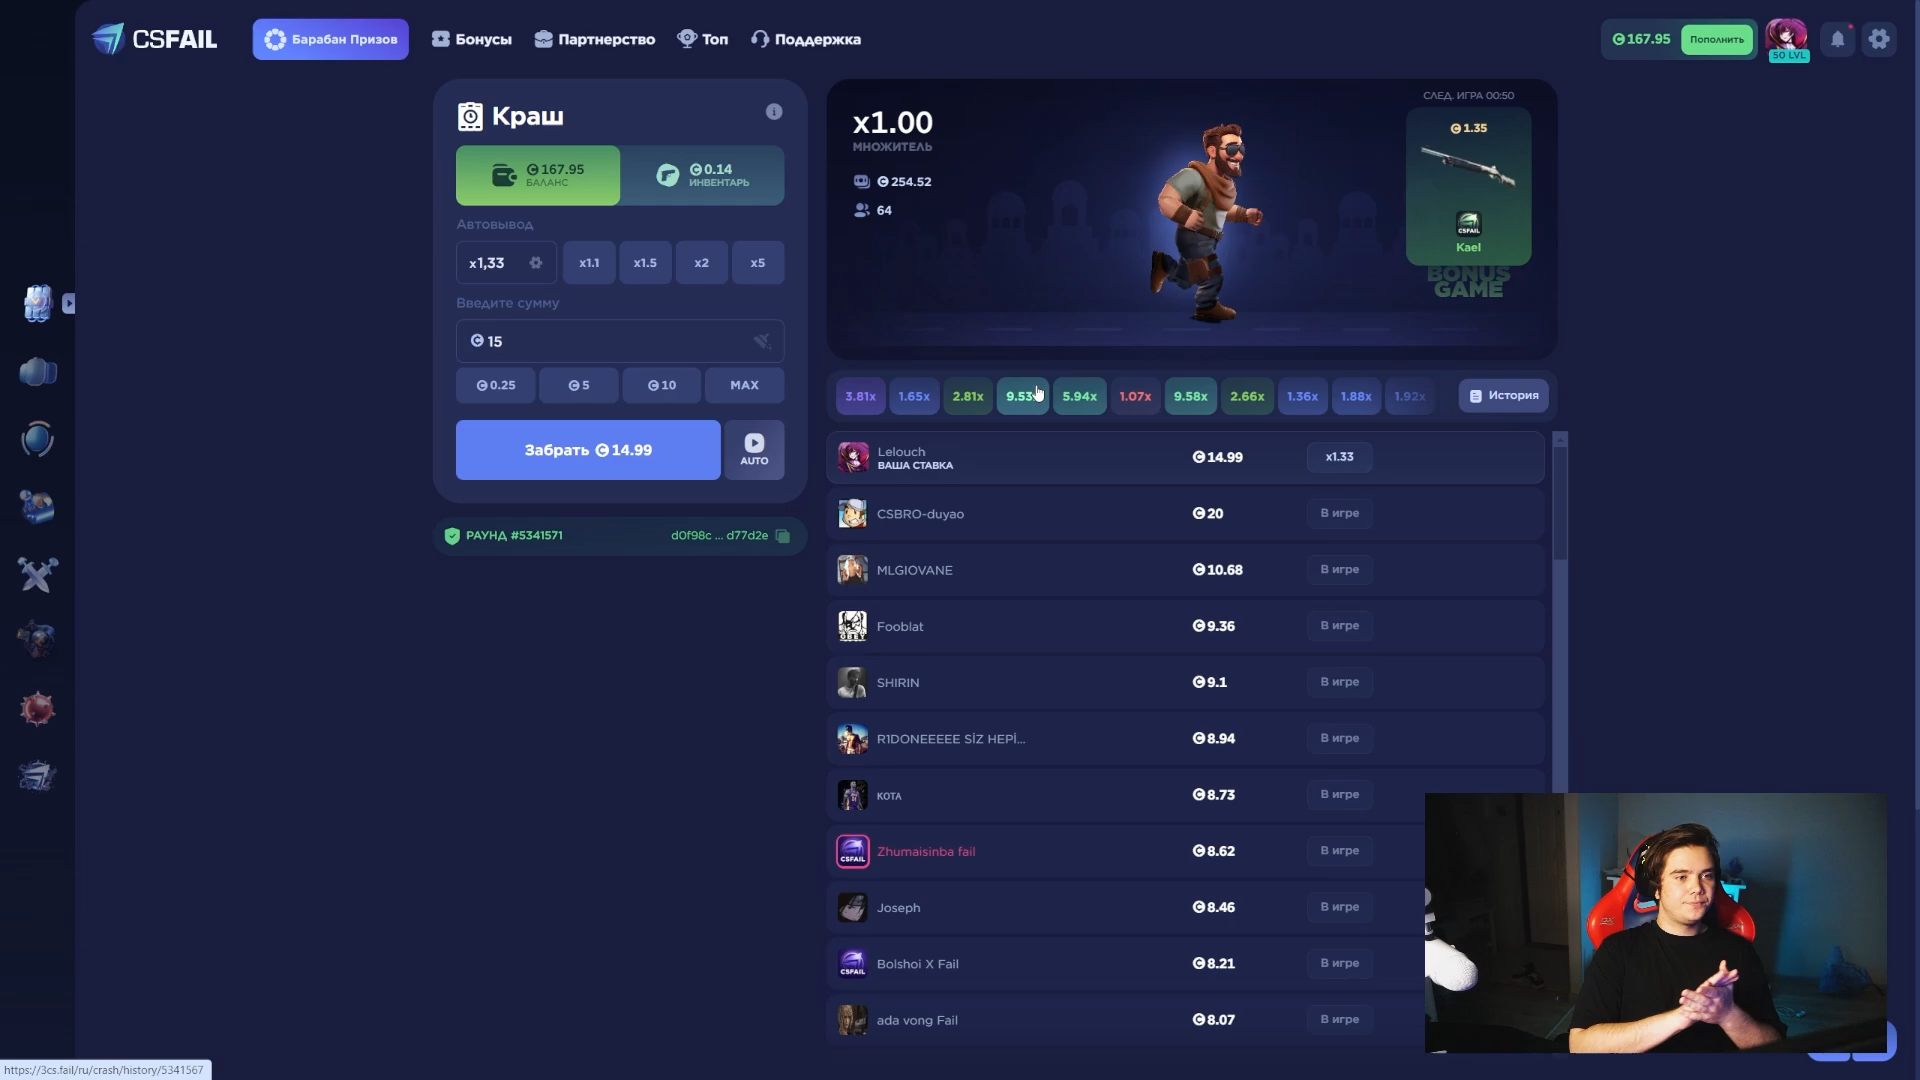 CSFAIL
Барабан Призов
Бонусы
Партнерство
Топ
Поддержка
167.95
Пополнить
50 LVL
Краш
167.95
БАЛАНС
0.14
ИНВЕНТАРЬ
Автовывод
x1,33
x1.1
x1.5
x2
x5
Введите сумму
15
0.25
5
10
MAX
Забрать 14.99
AUTO
РАУНД #5341571
d0f98c ... d77d2e
x1.00
МНОЖИТЕЛЬ
254.52
64
СЛЕД. ИГРА 00:50
1.35
CSFAIL
Kael
BONUS
GAME
3.81x
1.65x
2.81x
9.53
5.94x
1.07x
9.58x
2.66x
1.36x
1.88x
1.92x
История
Lelouch
ВАША СТАВКА
14.99
x1.33
CSBRO-duyao
20
В игре
MLGIOVANE
10.68
В игре
Fooblat
9.36
В игре
SHIRIN
9.1
В игре
R1DONEEEEE SİZ HEPİ...
8.94
В игре
КОТА
8.73
В игре
CSFAIL
Zhumaisinba fail
8.62
В игре
Joseph
8.46
В игре
CSFAIL
Bolshoi X Fail
8.21
В игре
ada vong Fail
8.07
В игре
https://3cs.fail/ru/crash/history/5341567